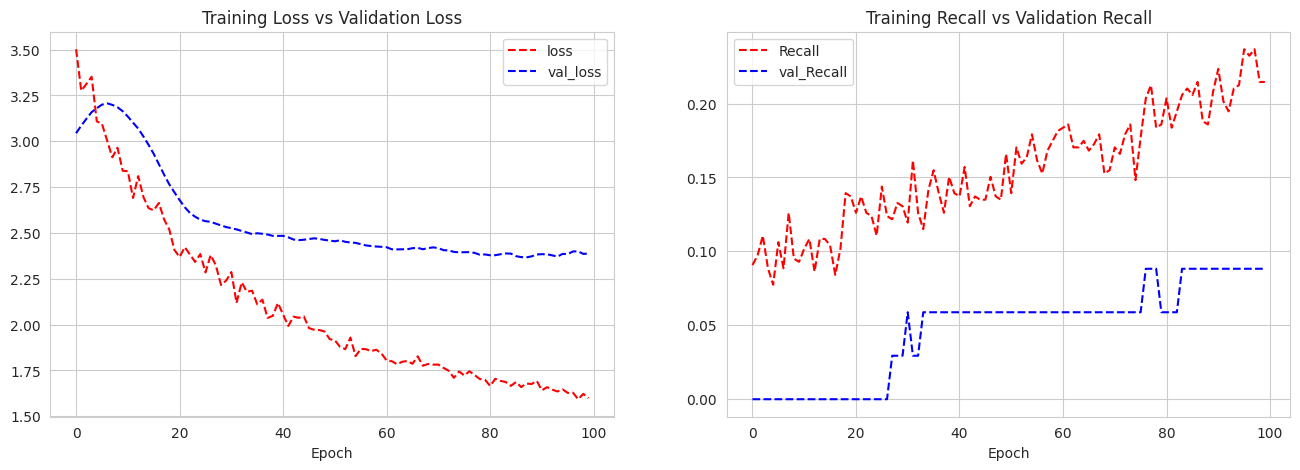 Training Loss vs Validation Loss
3.50
3.25
3.00
2.75
2.50
2.25
2.00
1.75
1.50
loss
val_loss
0 20 40 60 80 100
Epoch
Training Recall vs Validation Recall
Recall
val_Recall
0.20
0.15
0.10
0.05
0.00
0 20 40 60 80 100
Epoch